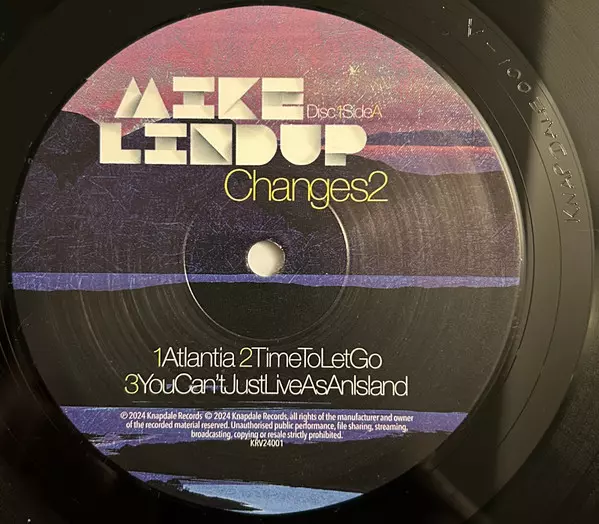 MIKE
LINDUP
Disc1SideA
Changes2
1Atlantia 2TimeToLetGo
3YouCan'tJustLiveAsAnIsland
℗ 2024 Knapdale Records © 2024 Knapdale Records, all rights of the manufacturer and owner
of the recorded material reserved. Unauthorised public performance, file sharing, streaming,
broadcasting, copying or resale strictly prohibited.
KRV24001